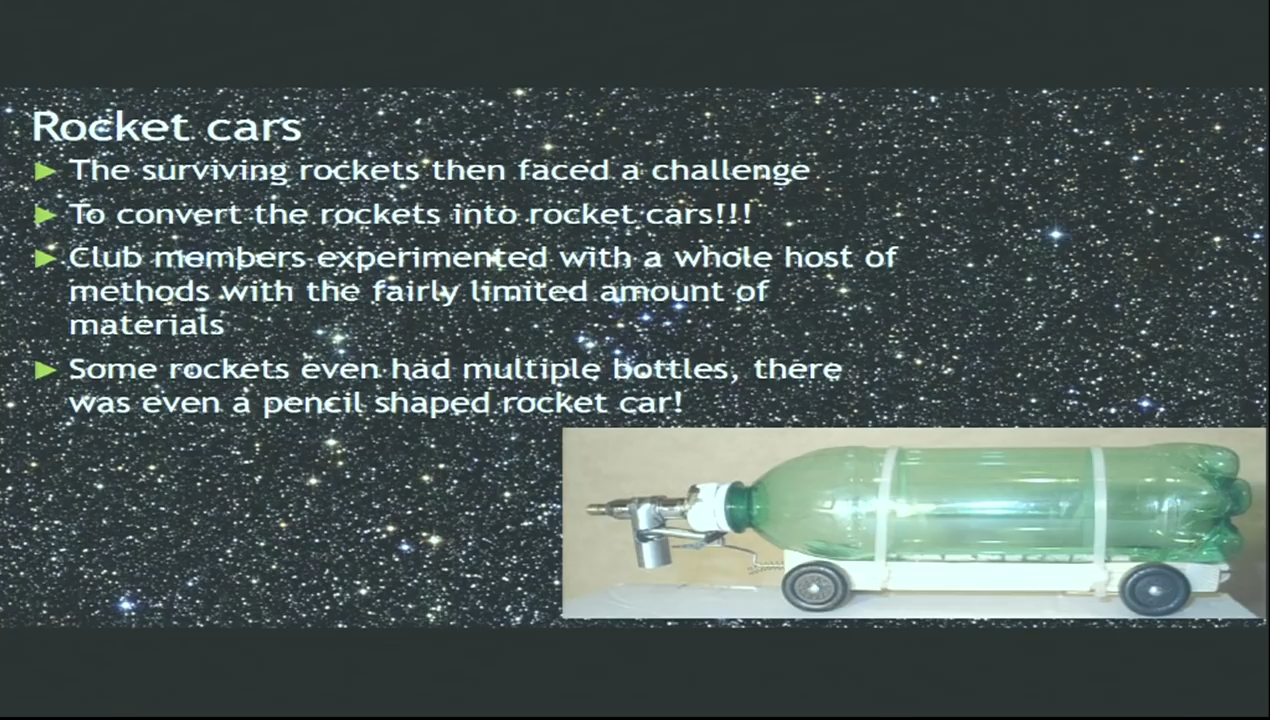 Rocket cars
The surviving rockets then faced a challenge
To convert the rockets into rocket cars!!!
Club members experimented with a whole host of
methods with the fairly limited amount of
materials
Some rockets even had multiple bottles, there
was even a pencil shaped rocket car!